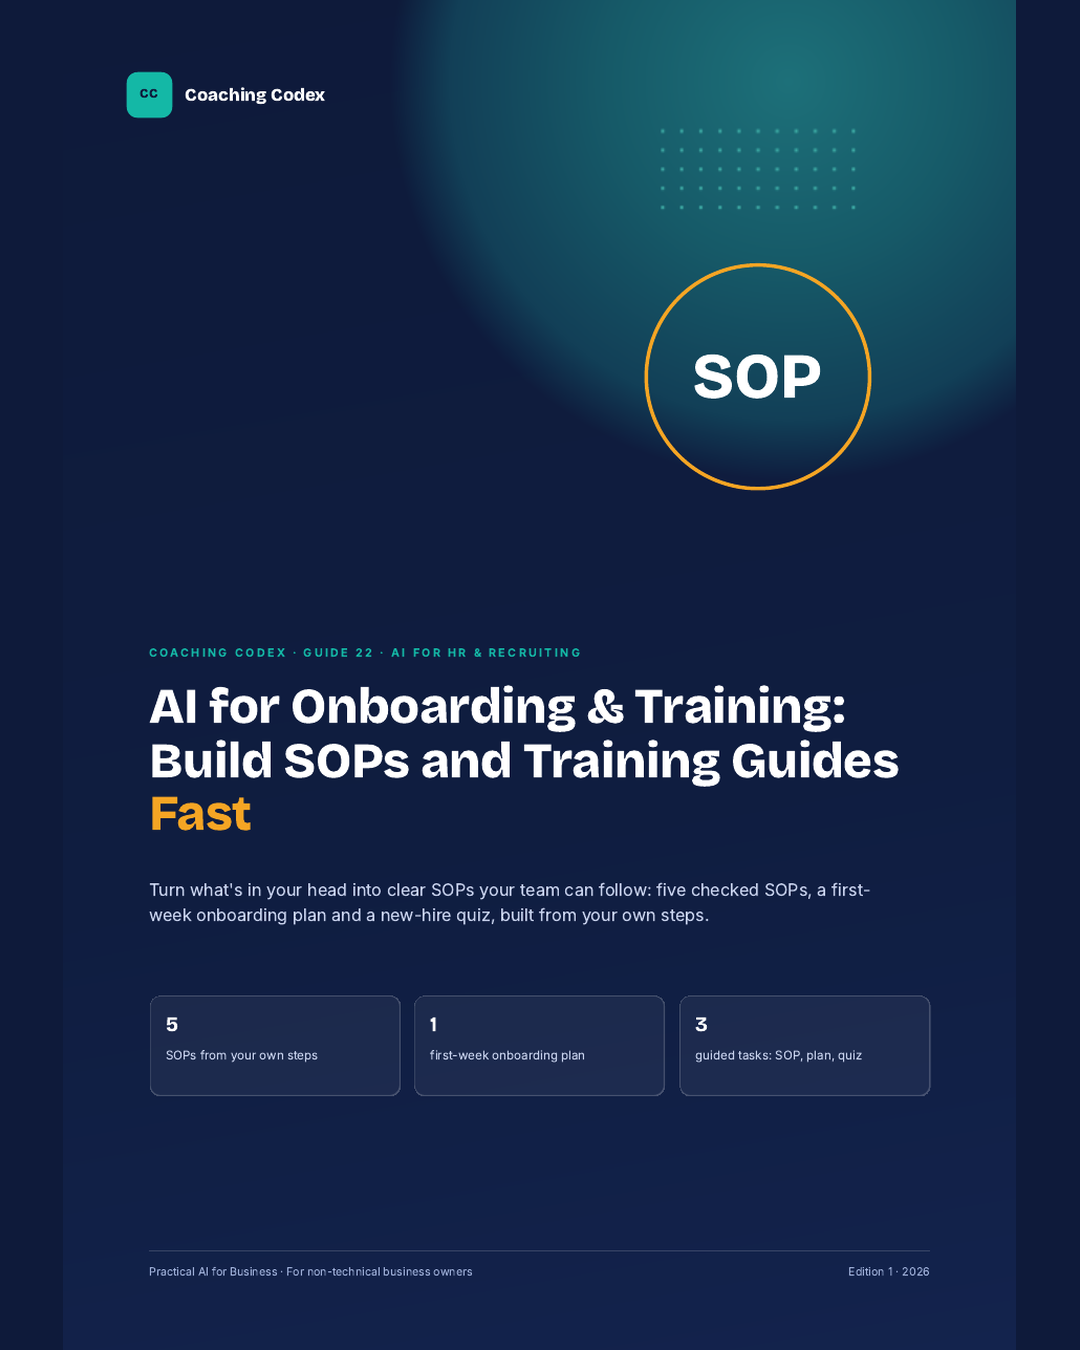 CC
Coaching Codex
SOP
COACHING CODEX · GUIDE 22 · AI FOR HR & RECRUITING
AI for Onboarding & Training:
Build SOPs and Training Guides
Fast
Turn what's in your head into clear SOPs your team can follow: five checked SOPs, a first-
week onboarding plan and a new-hire quiz, built from your own steps.
5
SOPs from your own steps
1
first-week onboarding plan
3
guided tasks: SOP, plan, quiz
Practical AI for Business · For non-technical business owners
Edition 1 · 2026